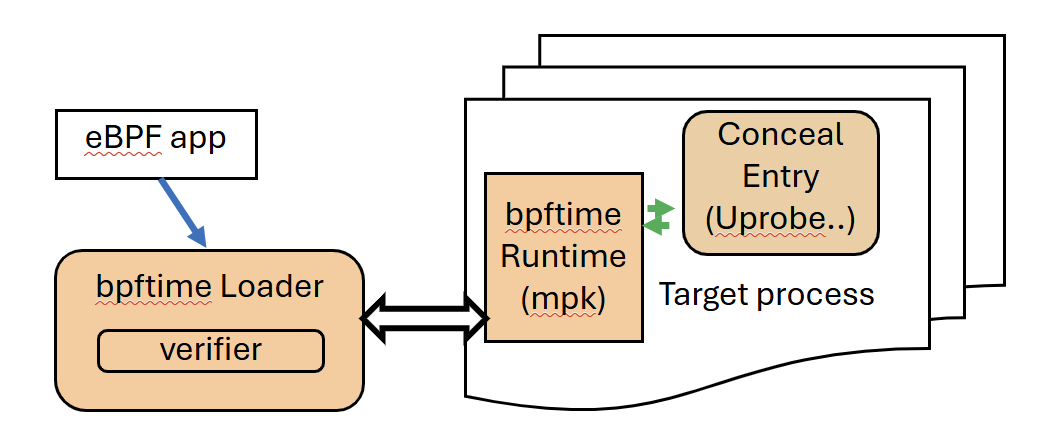 eBPF app
bpftime Loader
verifier
bpftime
Runtime
(mpk)
Conceal
Entry
(Uprobe..)
Target process